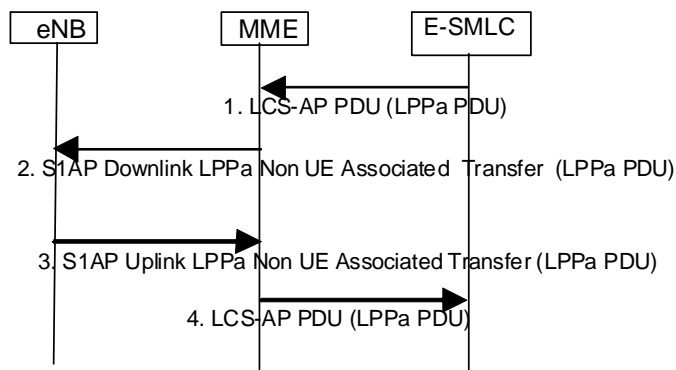 eNB
MME
E-SMLC
1. LCS-AP PDU (LPPa PDU)
2. S1AP Downlink LPPa Non UE Associated Transfer (LPPa PDU)
3. S1AP Uplink LPPa Non UE Associated Transfer (LPPa PDU)
4. LCS-AP PDU (LPPa PDU)